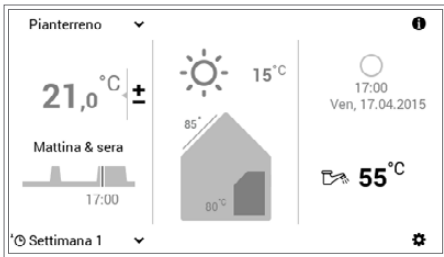 Pianterreno
21,0 °C
±
Mattina & sera
17:00
Settimana 1
15°C
85°
80°C
17:00
Ven, 17.04.2015
55°C